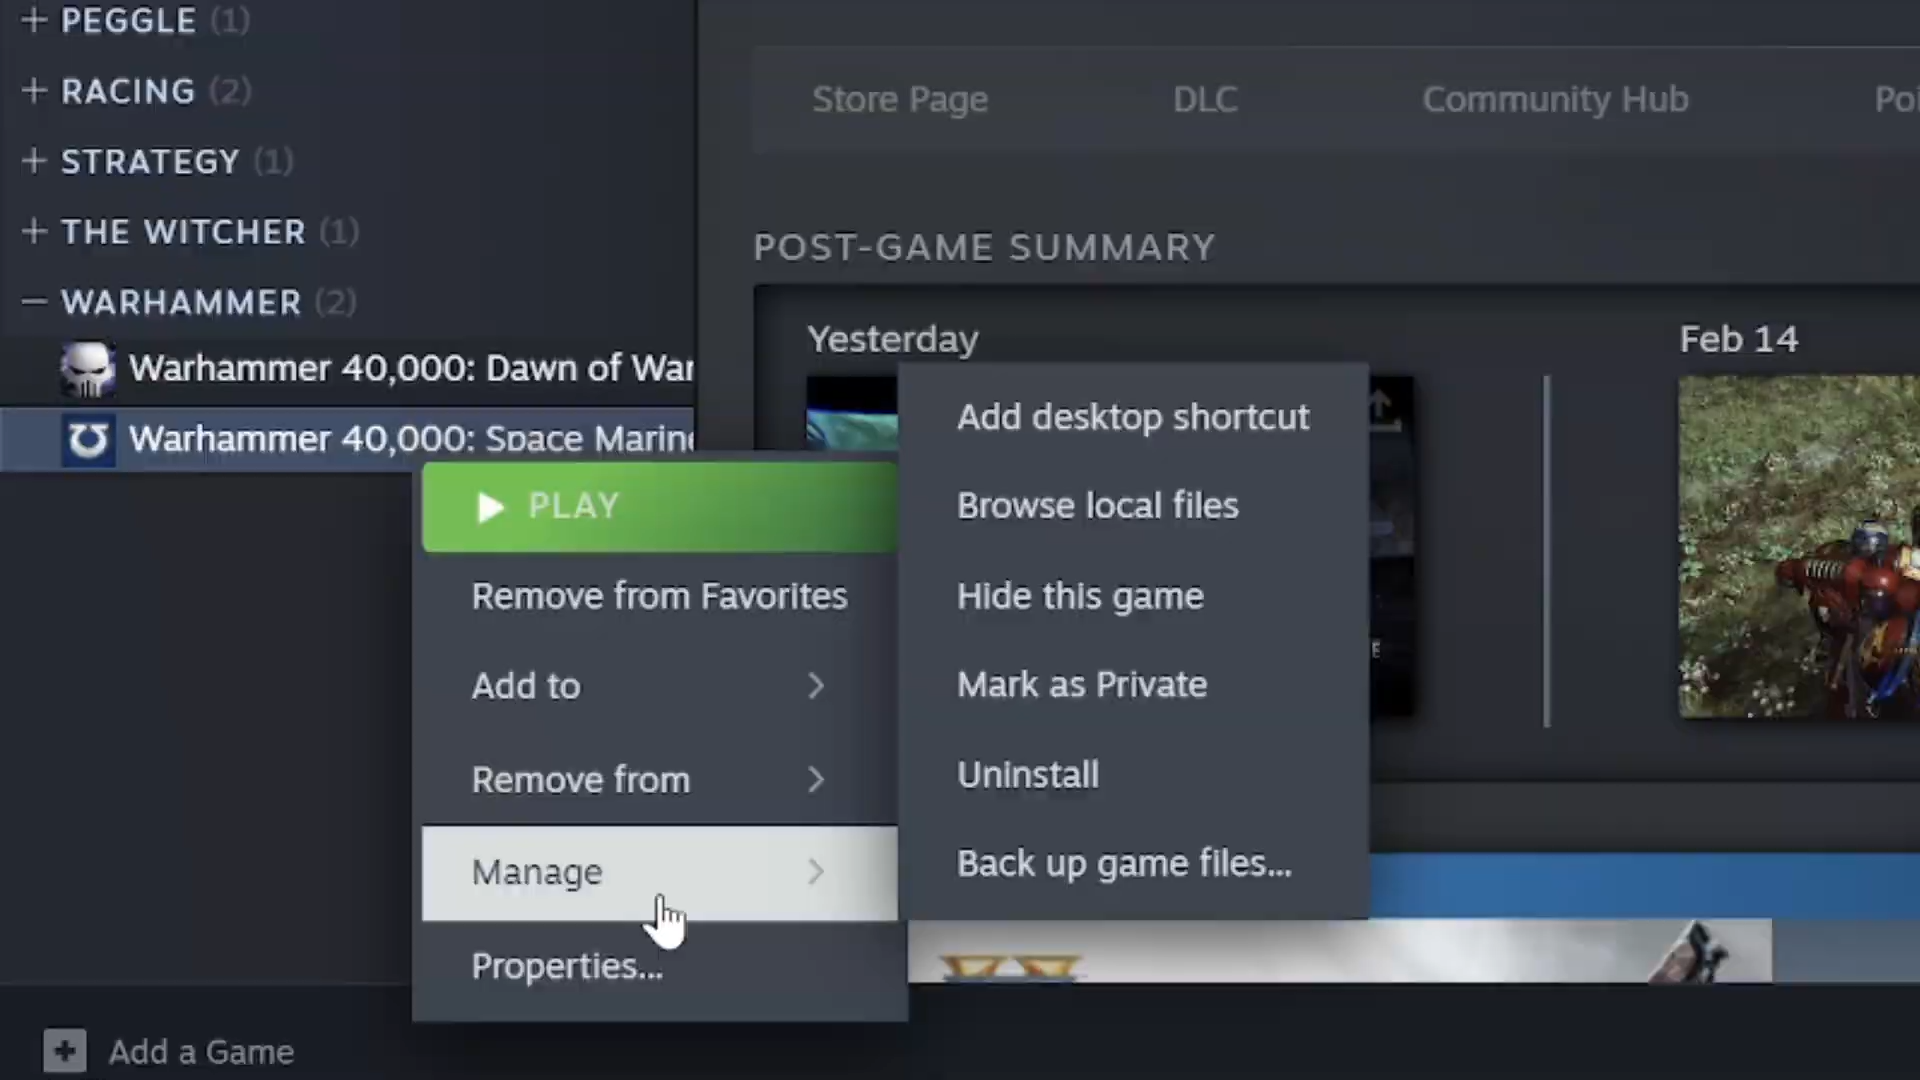 PEGGLE (1)
RACING (2)
STRATEGY (1)
THE WITCHER (1)
WARHAMMER (2)
Warhammer 40,000: Dawn of War
Warhammer 40,000: Space Marine
PLAY
Remove from Favorites
Add to
Remove from
Manage
Properties...
Add desktop shortcut
Browse local files
Hide this game
Mark as Private
Uninstall
Back up game files...
Store Page
DLC
Community Hub
POST-GAME SUMMARY
Yesterday
Feb 14
Add a Game